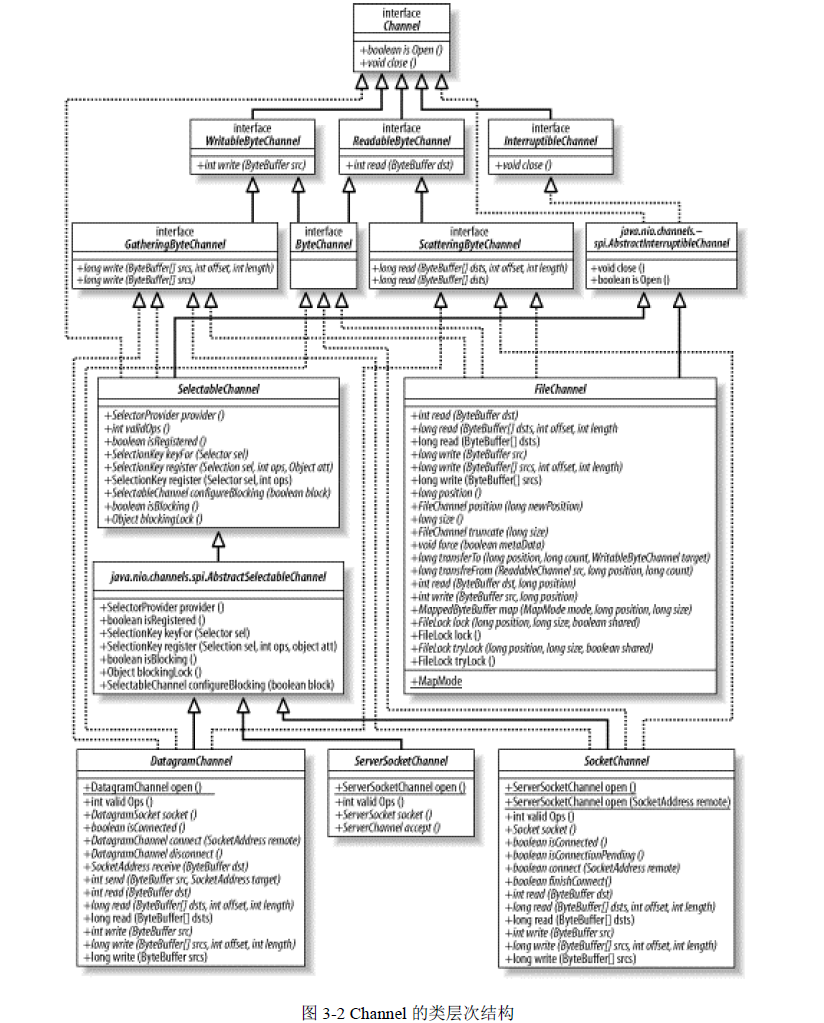 interface
Channel
+boolean is Open ()
+void close ()
interface
WritableByteChannel
+int write (ByteBuffer src)
interface
ReadableByteChannel
+int read (ByteBuffer dst)
interface
InterruptibleChannel
+void close ()
interface
GatheringByteChannel
+long write (ByteBuffer[] srcs, int offset, int length)
+long write (ByteBuffer[] srcs)
interface
ByteChannel
interface
ScatteringByteChannel
+long read (ByteBuffer[] dsts, int offset, int length)
+long read (ByteBuffer[] dsts)
java.nio.channels.–
spi.AbstractInterruptibleChannel
+void close ()
+boolean is Open ()
SelectableChannel
+SelectorProvider provider ()
+int validOps ()
+boolean isRegistered ()
+SelectionKey keyFor (Selector sel)
+SelectionKey register (Selection sel, int ops, Object att)
+SelectionKey register (Selector sel, int ops)
+SelectableChannel configureBlocking (boolean block)
+boolean isBlocking ()
+Object blockingLock ()
FileChannel
+int read (ByteBuffer dst)
+long read (ByteBuffer[] dsts, int offset, int length
+long read (ByteBuffer[] dsts)
+long write (ByteBuffer src)
+long write (ByteBuffer[] srcs, int offset, int length)
+long write (ByteBuffer[] srcs)
+long position ()
+FileChannel position (long newPosition)
+long size ()
+FileChannel truncate (long size)
+void force (boolean metaData)
+long transferTo (long position, long count, WritableByteChannel target)
+long transfreFrom (ReadableChannel src, long position, long count)
+int read (ByteBuffer dst, long position)
+int write (ByteBuffer src, long position)
+MappedByteBuffer map (MapMode mode, long position, long size)
+FileLock lock (long position, long size, boolean shared)
+FileLock lock ()
+FileLock tryLock (long position, long size, boolean shared)
+FileLock tryLock ()
+MapMode
java.nio.channels.spi.AbstractSelectableChannel
+SelectorProvider provider ()
+boolean isRegistered ()
+SelectionKey keyFor (Selector sel)
+SelectionKey register (Selection sel, int ops, object att)
+boolean isBlocking ()
+Object blockingLock ()
+SelectableChannel configureBlocking (boolean block)
DatagramChannel
+DatagramChannel open ()
+int valid Ops ()
+DatagramSocket socket ()
+boolean isConnected ()
+DatagramChannel connect (SocketAddress remote)
+DatagramChannel disconnect ()
+SocketAddress receive (ByteBuffer dst)
+int send (ByteBuffer src, SocketAddress target)
+int read (ByteBuffer dst)
+long read (ByteBuffer[] dsts, int offset, int length)
+long read (ByteBuffer[] dsts)
+int write (ByteBuffer src)
+long write (ByteBuffer[] srcs, int offset, int length)
+long write (ByteBuffer srcs)
ServerSocketChannel
+ServerSocketChannel open ()
+int valid Ops ()
+ServerSocket socket ()
+ServerChannel accept ()
SocketChannel
+ServerSocketChannel open ()
+ServerSocketChannel open (SocketAddress remote)
+int valid Ops ()
+Socket socket ()
+boolean isConnected ()
+boolean isConnectionPending ()
+boolean connect (SocketAddress remote)
+boolean finishConnect()
+int read (ByteBuffer dst)
+long read (ByteBuffer[] dsts, int offset, int length)
+long read (ByteBuffer[] dsts)
+int write (ByteBuffer src)
+long write (ByteBuffer[] srcs, int offset, int length)
+long write (ByteBuffer[] srcs)
图 3-2 Channel 的类层次结构